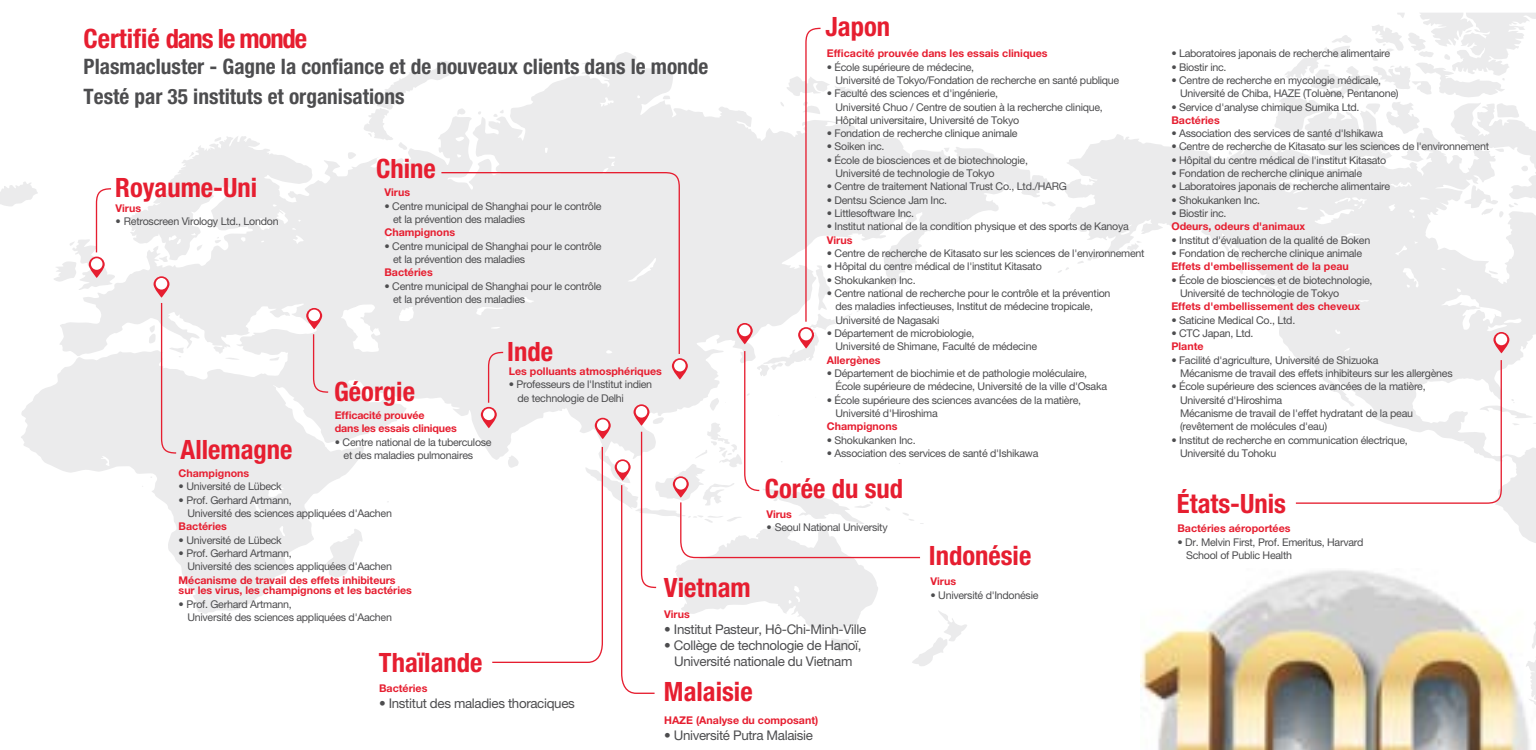 Certifié dans le monde
Plasmacluster - Gagne la confiance et de nouveaux clients dans le monde
Testé par 35 instituts et organisations
Royaume-Uni
Virus
• Retroscreen Virology Ltd., London
Chine
Virus
• Centre municipal de Shanghai pour le contrôle
et la prévention des maladies
Champignons
• Centre municipal de Shanghai pour le contrôle
et la prévention des maladies
Bactéries
• Centre municipal de Shanghai pour le contrôle
et la prévention des maladies
Inde
Les polluants atmosphériques
• Professeurs de l'Institut indien
de technologie de Delhi
Géorgie
Efficacité prouvée
dans les essais cliniques
• Centre national de la tuberculose
et des maladies pulmonaires
Allemagne
Champignons
• Université de Lübeck
• Prof. Gerhard Artmann,
Université des sciences appliquées d'Aachen
Bactéries
• Université de Lübeck
• Prof. Gerhard Artmann,
Université des sciences appliquées d'Aachen
Mécanisme de travail des effets inhibiteurs
sur les virus, les champignons et les bactéries
• Prof. Gerhard Artmann,
Université des sciences appliquées d'Aachen
Thaïlande
Bactéries
• Institut des maladies thoraciques
Vietnam
Virus
• Institut Pasteur, Hô-Chi-Minh-Ville
• Collège de technologie de Hanoï,
Université nationale du Vietnam
Malaisie
HAZE (Analyse du composant)
• Université Putra Malaisie
Japon
Efficacité prouvée dans les essais cliniques
• École supérieure de médecine,
Université de Tokyo/Fondation de recherche en santé publique
• Faculté des sciences et d'ingénierie,
Université Chuo / Centre de soutien à la recherche clinique,
Hôpital universitaire, Université de Tokyo
• Fondation de recherche clinique animale
• Soiken inc.
• École de biosciences et de biotechnologie,
Université de technologie de Tokyo
• Centre de traitement National Trust Co., Ltd./HARG
• Dentsu Science Jam Inc.
• Littlesoftware Inc.
• Institut national de la condition physique et des sports de Kanoya
Virus
• Centre de recherche de Kitasato sur les sciences de l'environnement
• Hôpital du centre médical de l'institut Kitasato
• Shokukanken Inc.
• Centre national de recherche pour le contrôle et la prévention
des maladies infectieuses, Institut de médecine tropicale,
Université de Nagasaki
• Département de microbiologie,
Université de Shimane, Faculté de médecine
Allergènes
• Département de biochimie et de pathologie moléculaire,
École supérieure de médecine, Université de la ville d'Osaka
• École supérieure des sciences avancées de la matière,
Université d'Hiroshima
Champignons
• Shokukanken Inc.
• Association des services de santé d'Ishikawa
• Laboratoires japonais de recherche alimentaire
• Biostir inc.
• Centre de recherche en mycologie médicale,
Université de Chiba, HAZE (Toluène, Pentanone)
• Service d'analyse chimique Sumika Ltd.
Bactéries
• Association des services de santé d'Ishikawa
• Centre de recherche de Kitasato sur les sciences de l'environnement
• Hôpital du centre médical de l'institut Kitasato
• Fondation de recherche clinique animale
• Laboratoires japonais de recherche alimentaire
• Shokukanken Inc.
• Biostir inc.
Odeurs, odeurs d'animaux
• Institut d'évaluation de la qualité de Boken
• Fondation de recherche clinique animale
Effets d'embellissement de la peau
• École de biosciences et de biotechnologie,
Université de technologie de Tokyo
Effets d'embellissement des cheveux
• Saticine Medical Co., Ltd.
• CTC Japan, Ltd.
Plante
• Facilité d'agriculture, Université de Shizuoka
Mécanisme de travail des effets inhibiteurs sur les allergènes
• École supérieure des sciences avancées de la matière,
Université d'Hiroshima
Mécanisme de travail de l'effet hydratant de la peau
(revêtement de molécules d'eau)
• Institut de recherche en communication électrique,
Université du Tohoku
Corée du sud
Virus
• Seoul National University
Indonésie
Virus
• Université d'Indonésie
États-Unis
Bactéries aéroportées
• Dr. Melvin First, Prof. Emeritus, Harvard
School of Public Health
100